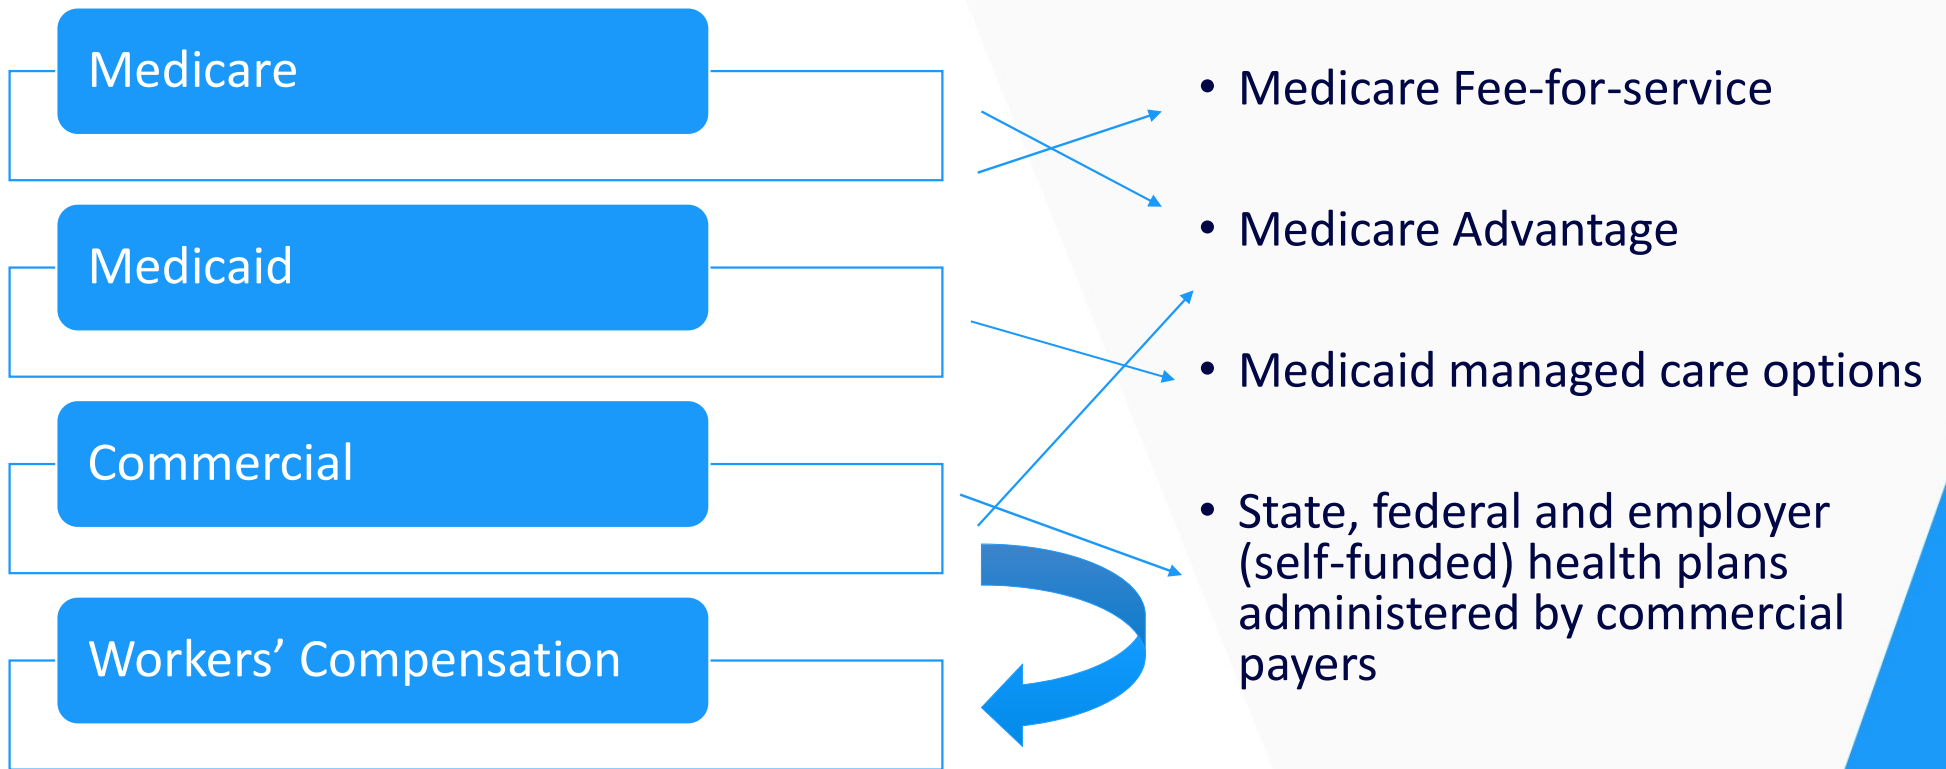 Medicare
Medicaid
Commercial
Workers’ Compensation
• Medicare Fee-for-service
• Medicare Advantage
• Medicaid managed care options
• State, federal and employer
(self-funded) health plans
administered by commercial
payers